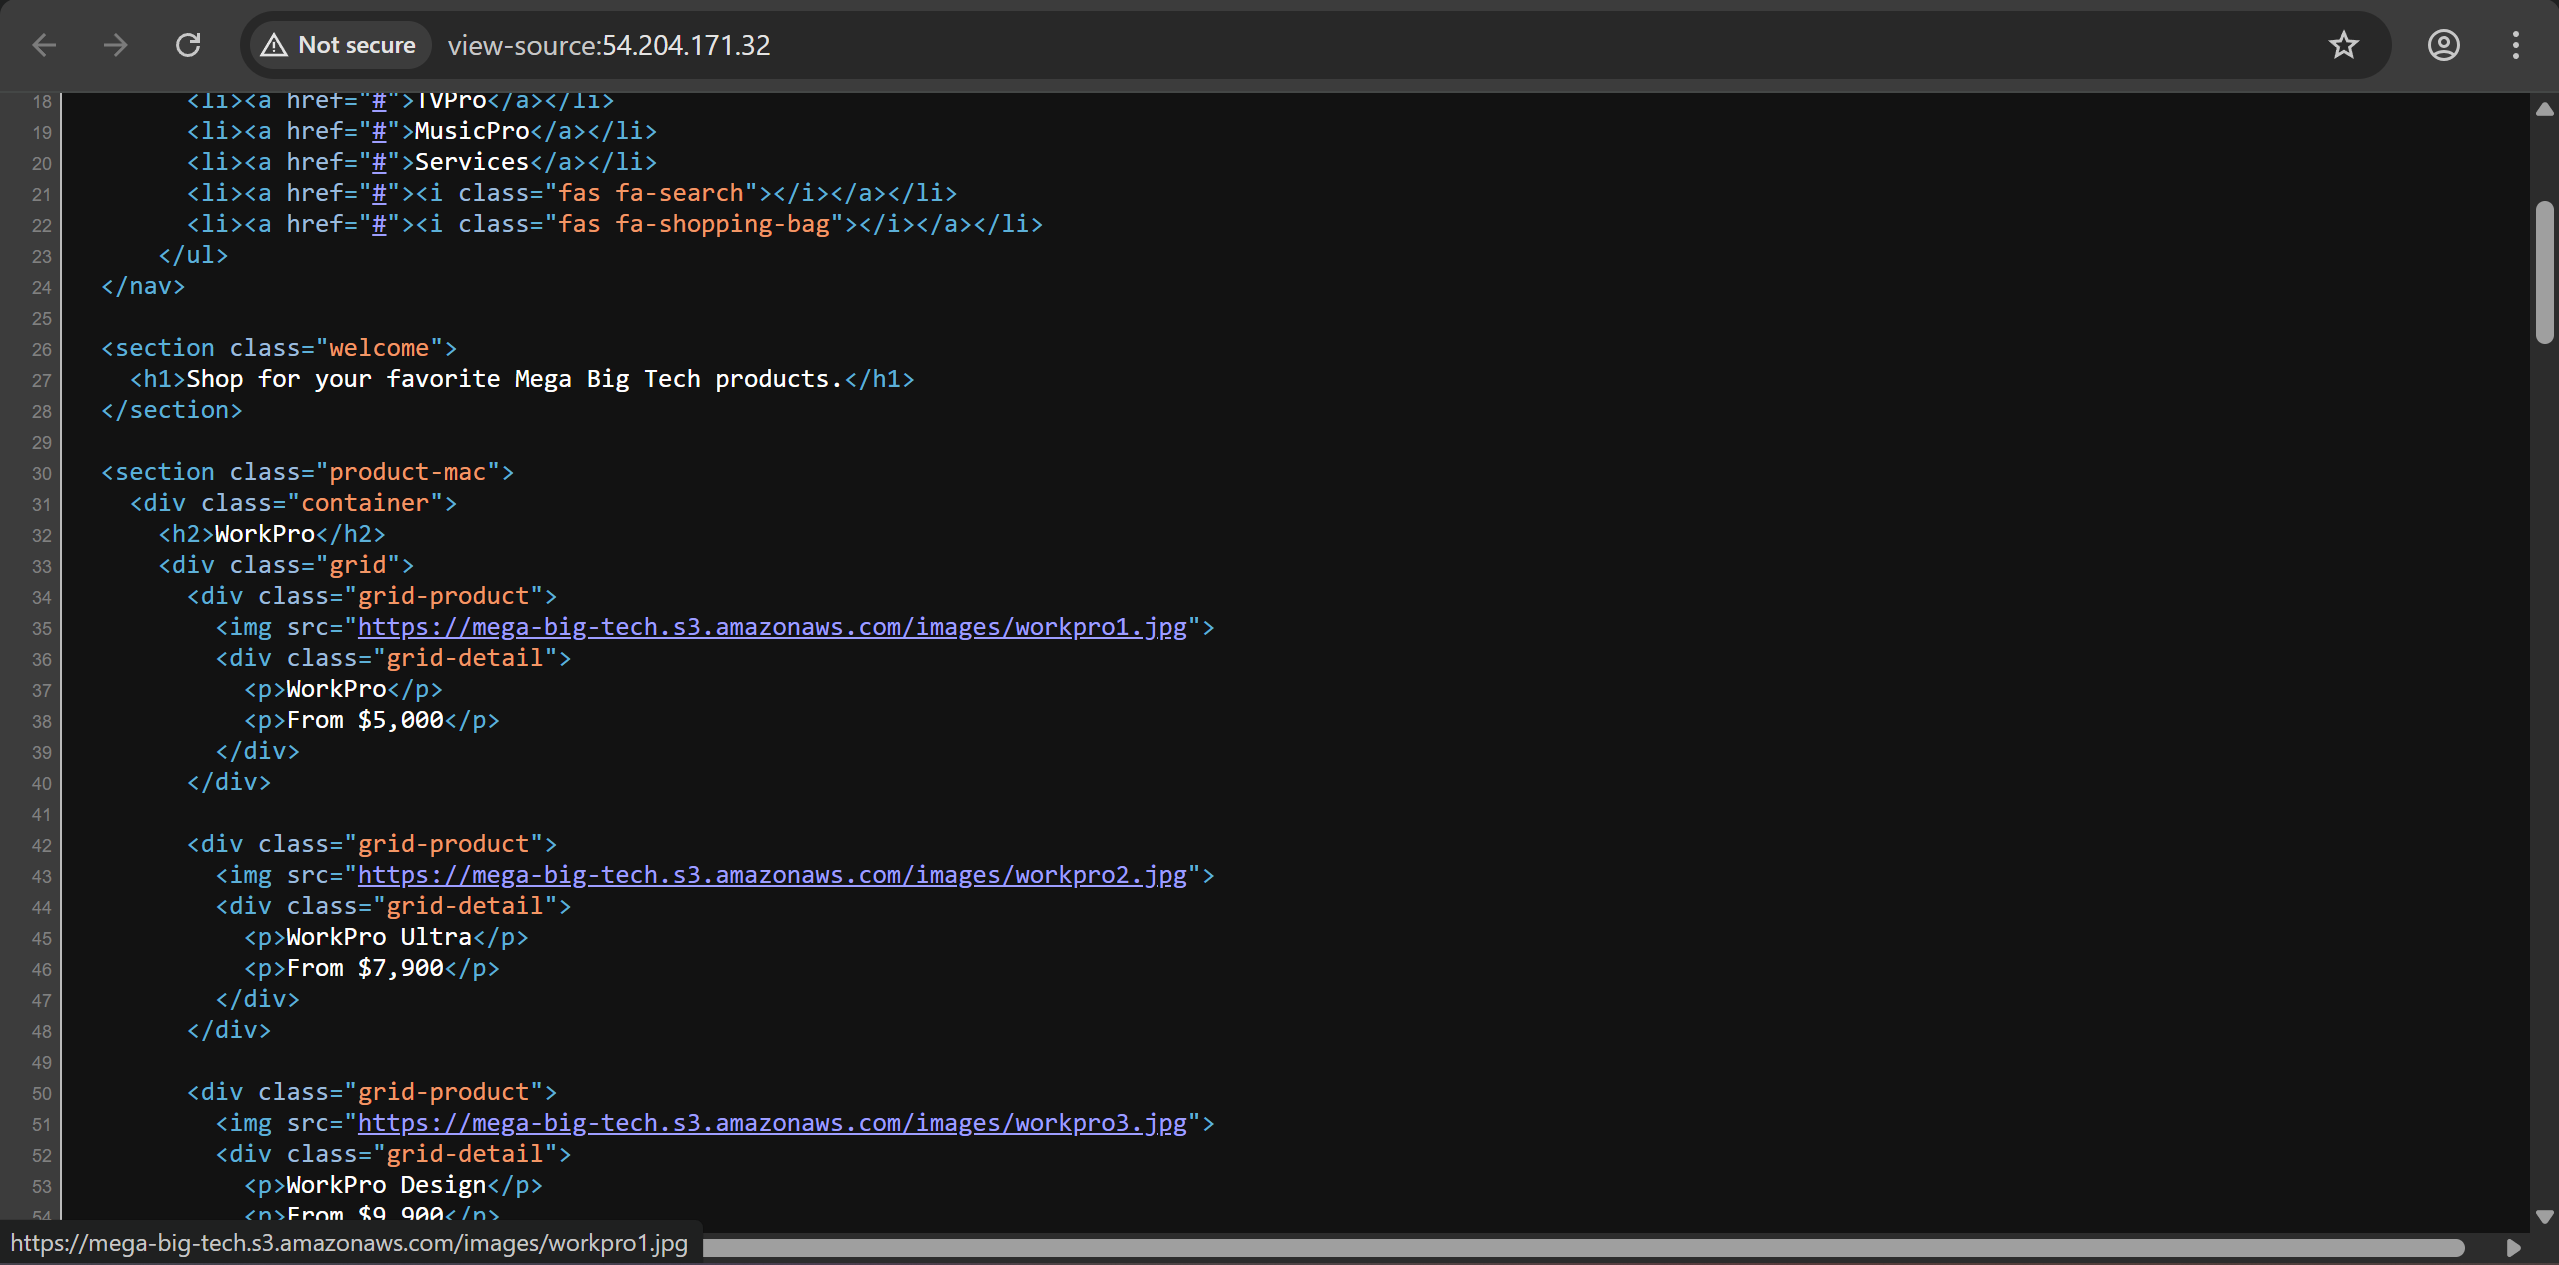 Not secure view-source:54.204.171.32
18 <li><a href="#">TVPro</a></li>
19 <li><a href="#">MusicPro</a></li>
20 <li><a href="#">Services</a></li>
21 <li><a href="#"><i class="fas fa-search"></i></a></li>
22 <li><a href="#"><i class="fas fa-shopping-bag"></i></a></li>
23 </ul>
24 </nav>
25
26 <section class="welcome">
27 <h1>Shop for your favorite Mega Big Tech products.</h1>
28 </section>
29
30 <section class="product-mac">
31 <div class="container">
32 <h2>WorkPro</h2>
33 <div class="grid">
34 <div class="grid-product">
35 <img src="https://mega-big-tech.s3.amazonaws.com/images/workpro1.jpg">
36 <div class="grid-detail">
37 <p>WorkPro</p>
38 <p>From $5,000</p>
39 </div>
40 </div>
41
42 <div class="grid-product">
43 <img src="https://mega-big-tech.s3.amazonaws.com/images/workpro2.jpg">
44 <div class="grid-detail">
45 <p>WorkPro Ultra</p>
46 <p>From $7,900</p>
47 </div>
48 </div>
49
50 <div class="grid-product">
51 <img src="https://mega-big-tech.s3.amazonaws.com/images/workpro3.jpg">
52 <div class="grid-detail">
53 <p>WorkPro Design</p>
54 <p>From $9,900</p>
https://mega-big-tech.s3.amazonaws.com/images/workpro1.jpg